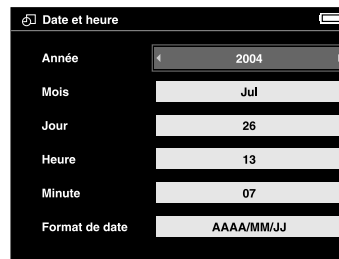 Date et heure
Année 2004
Mois Jul
Jour 26
Heure 13
Minute 07
Format de date AAAA/MM/JJ